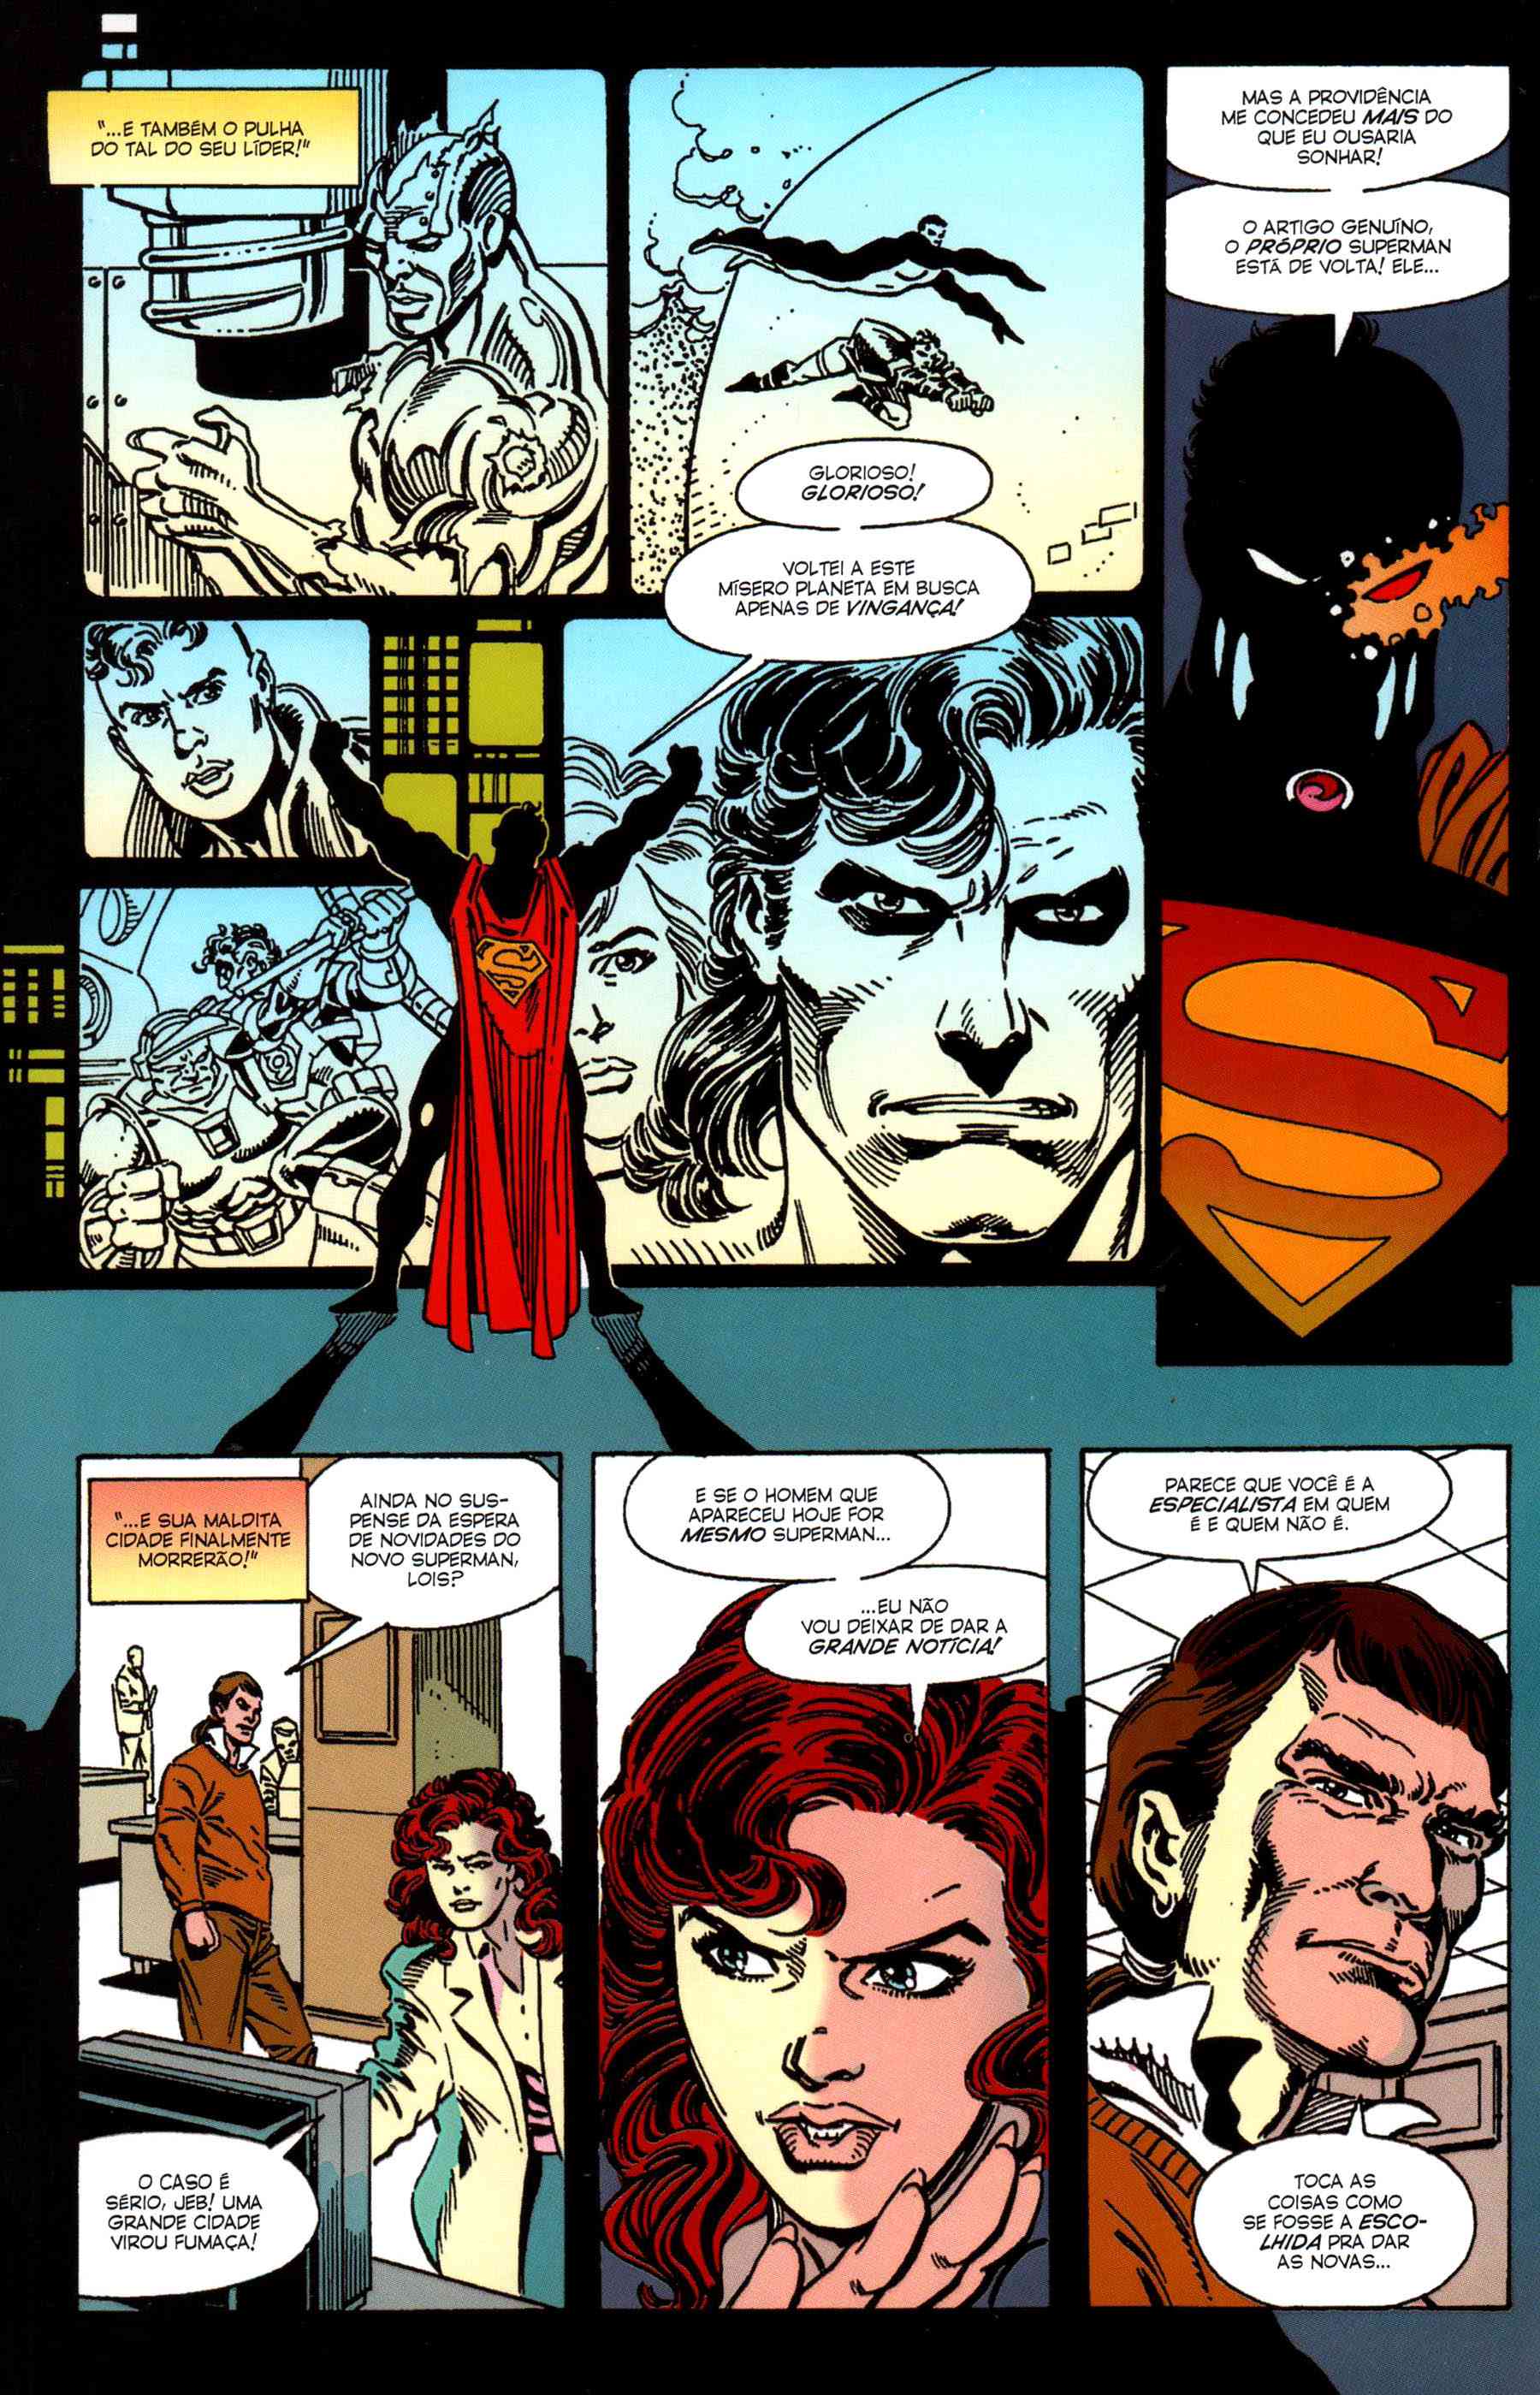 "...E TAMBÉM O PULHA
DO TAL DO SEU LÍDER!"
GLORIOSO!
GLORIOSO!
VOLTEI A ESTE
MÍSERO PLANETA EM BUSCA
APENAS DE VINGANÇA!
MAS A PROVIDÊNCIA
ME CONCEDEU MAIS DO
QUE EU OUSARIA
SONHAR!
O ARTIGO GENUÍNO,
O PRÓPRIO SUPERMAN
ESTÁ DE VOLTA! ELE...
"...E SUA MALDITA
CIDADE FINALMENTE
MORRERÃO!"
AINDA NO SUS-
PENSE DA ESPERA
DE NOVIDADES DO
NOVO SUPERMAN,
LOIS?
O CASO É
SÉRIO, JEB! UMA
GRANDE CIDADE
VIROU FUMAÇA!
E SE O HOMEM QUE
APARECEU HOJE FOR
MESMO SUPERMAN...
...EU NÃO
VOU DEIXAR DE DAR A
GRANDE NOTÍCIA!
PARECE QUE VOCÊ É A
ESPECIALISTA EM QUEM
É E QUEM NÃO É.
TOCA AS
COISAS COMO
SE FOSSE A ESCO-
LHIDA PRA DAR
AS NOVAS...